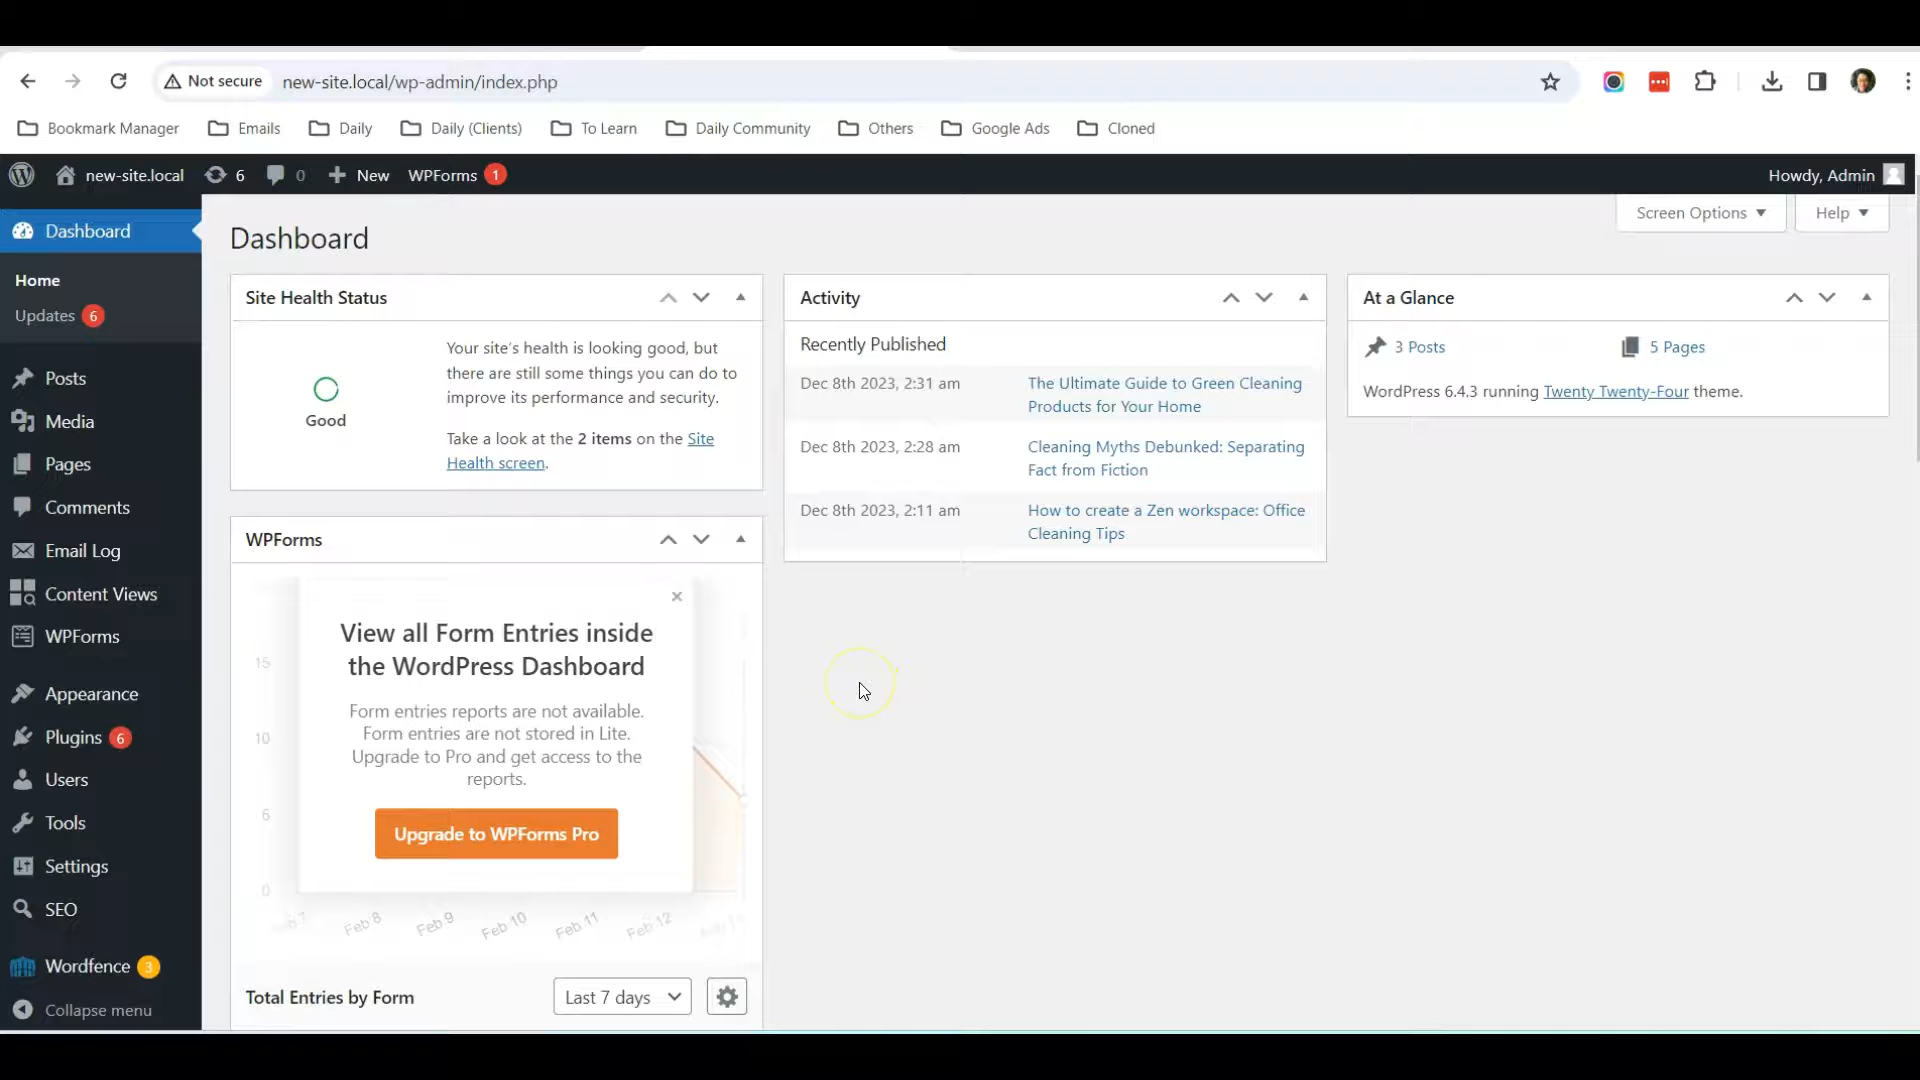 Not secure new-site.local/wp-admin/index.php
Bookmark Manager Emails Daily Daily (Clients) To Learn Daily Community Others Google Ads Cloned
new-site.local 6 0 New WPForms 1 Howdy, Admin
Screen Options Help
Dashboard
Home
Updates 6
Posts
Media
Pages
Comments
Email Log
Content Views
WPForms
Appearance
Plugins 6
Users
Tools
Settings
SEO
Wordfence 3
Collapse menu
Dashboard
Site Health Status
Good
Your site's health is looking good, but
there are still some things you can do to
improve its performance and security.
Take a look at the 2 items on the Site
Health screen.
WPForms
View all Form Entries inside
the WordPress Dashboard
Form entries reports are not available.
Form entries are not stored in Lite.
Upgrade to Pro and get access to the
reports.
Upgrade to WPForms Pro
15
10
5
0
Feb 8 Feb 9 Feb 10 Feb 11 Feb 12
Total Entries by Form Last 7 days
Activity
Recently Published
Dec 8th 2023, 2:31 am The Ultimate Guide to Green Cleaning
Products for Your Home
Dec 8th 2023, 2:28 am Cleaning Myths Debunked: Separating
Fact from Fiction
Dec 8th 2023, 2:11 am How to create a Zen workspace: Office
Cleaning Tips
At a Glance
3 Posts 5 Pages
WordPress 6.4.3 running Twenty Twenty-Four theme.